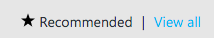 ★ Recommended | View all